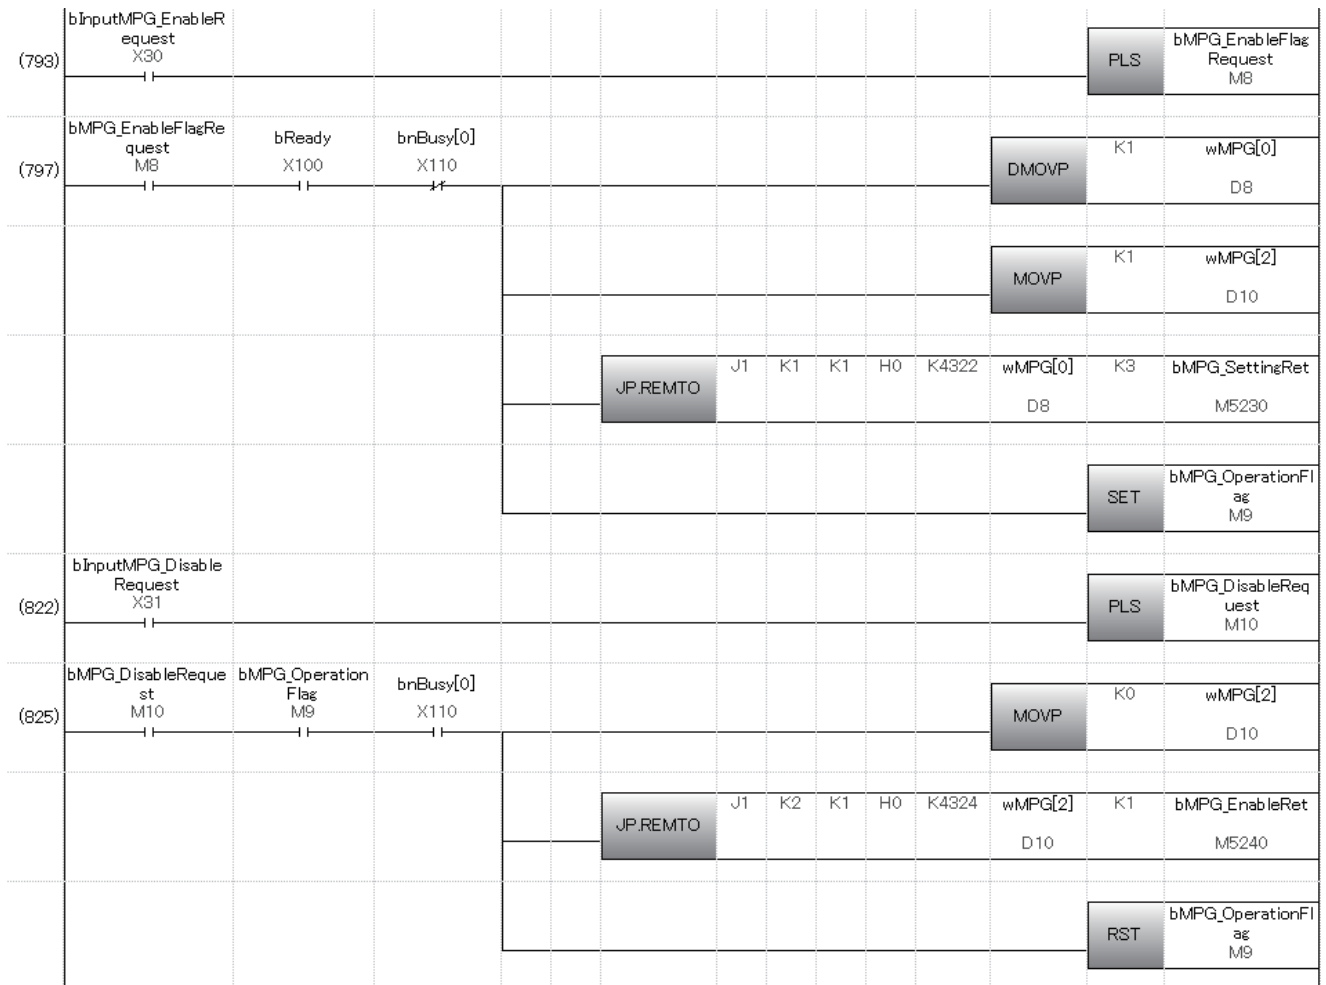 bInputMPG_EnableR
equest
X30
(793)
PLS
bMPG_EnableFlag
Request
M8
bMPG_EnableFlagRe
quest
M8
bReady
X100
bnBusy[0]
X110
(797)
DMOVP
K1
wMPG[0]
D8
MOVP
K1
wMPG[2]
D10
JP.REMTO
J1
K1
K1
H0
K4322
wMPG[0]
D8
K3
bMPG_SettingRet
M5230
SET
bMPG_OperationFl
ag
M9
bInputMPG_Disable
Request
X31
(822)
PLS
bMPG_DisableReq
uest
M10
bMPG_DisableReque
st
M10
bMPG_Operation
Flag
M9
bnBusy[0]
X110
(825)
MOVP
K0
wMPG[2]
D10
JP.REMTO
J1
K2
K1
H0
K4324
wMPG[2]
D10
K1
bMPG_EnableRet
M5240
RST
bMPG_OperationFl
ag
M9